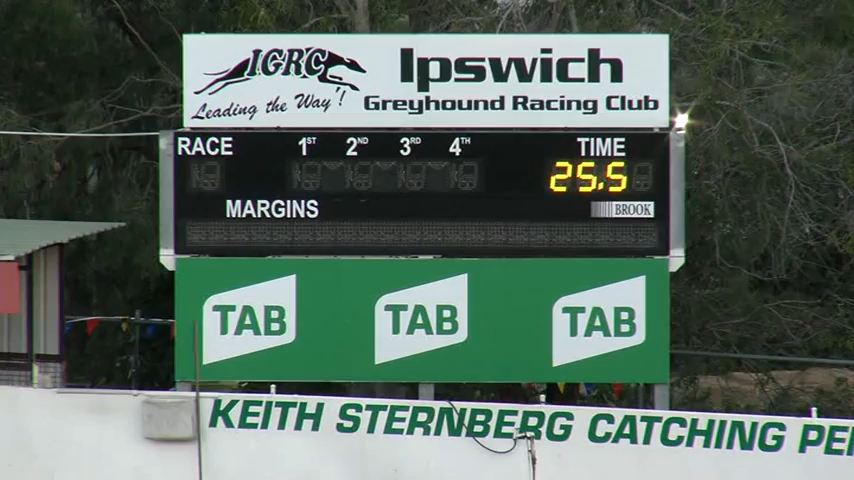 IGRC
Leading the Way'!
Ipswich
Greyhound Racing Club
RACE 1ST 2ND 3RD 4TH TIME
25.5
MARGINS BROOK
TAB TAB TAB
KEITH STERNBERG CATCHING